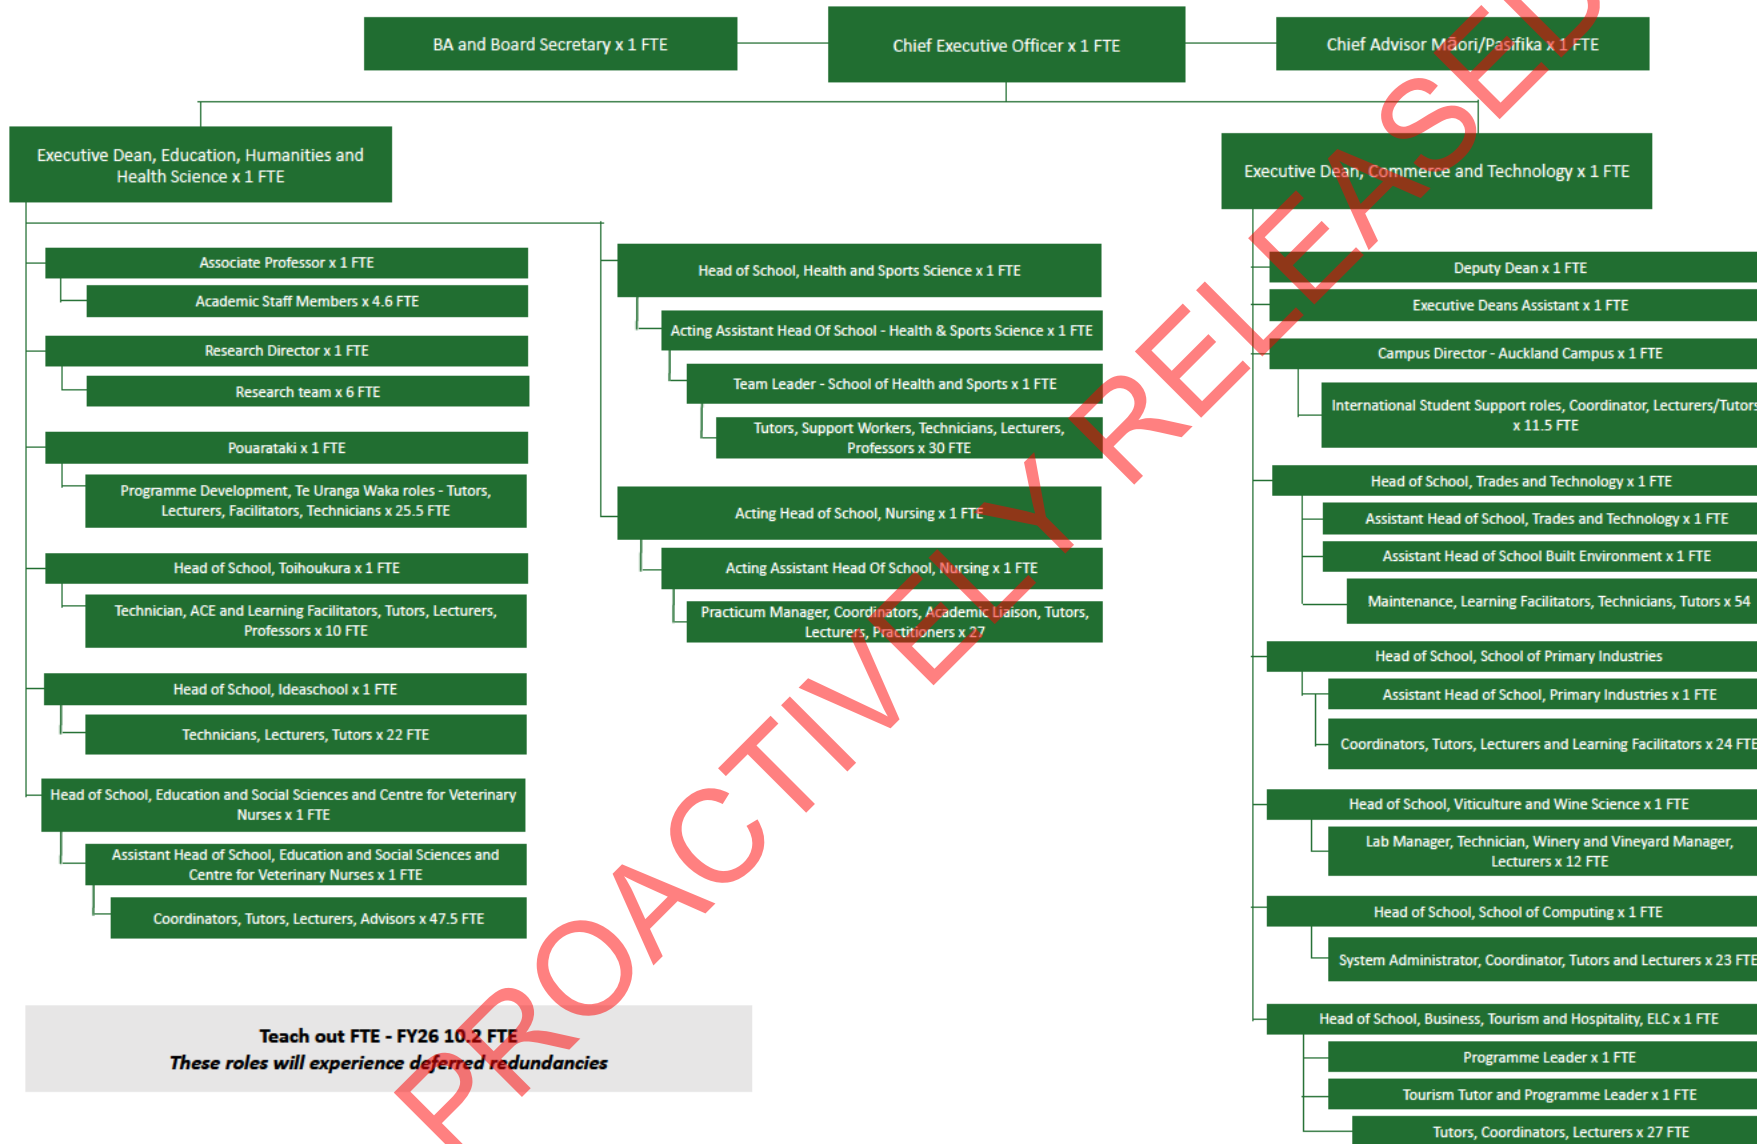 BA and Board Secretary x 1 FTE
Chief Executive Officer x 1 FTE
Chief Advisor Māori/Pasifika x 1 FTE
Executive Dean, Education, Humanities and
Health Science x 1 FTE
Executive Dean, Commerce and Technology x 1 FTE
Associate Professor x 1 FTE
Academic Staff Members x 4.6 FTE
Research Director x 1 FTE
Research team x 6 FTE
Pouarataki x 1 FTE
Programme Development, Te Uranga Waka roles - Tutors,
Lecturers, Facilitators, Technicians x 25.5 FTE
Head of School, Toihoukura x 1 FTE
Technician, ACE and Learning Facilitators, Tutors, Lecturers,
Professors x 10 FTE
Head of School, Ideaschool x 1 FTE
Technicians, Lecturers, Tutors x 22 FTE
Head of School, Education and Social Sciences and Centre for Veterinary
Nurses x 1 FTE
Assistant Head of School, Education and Social Sciences and
Centre for Veterinary Nurses x 1 FTE
Coordinators, Tutors, Lecturers, Advisors x 47.5 FTE
Head of School, Health and Sports Science x 1 FTE
Acting Assistant Head Of School - Health & Sports Science x 1 FTE
Team Leader - School of Health and Sports x 1 FTE
Tutors, Support Workers, Technicians, Lecturers,
Professors x 30 FTE
Acting Head of School, Nursing x 1 FTE
Acting Assistant Head Of School, Nursing x 1 FTE
Practicum Manager, Coordinators, Academic Liaison, Tutors,
Lecturers, Practitioners x 27
Deputy Dean x 1 FTE
Executive Deans Assistant x 1 FTE
Campus Director - Auckland Campus x 1 FTE
International Student Support roles, Coordinator, Lecturers/Tutors
x 11.5 FTE
Head of School, Trades and Technology x 1 FTE
Assistant Head of School, Trades and Technology x 1 FTE
Assistant Head of School Built Environment x 1 FTE
Maintenance, Learning Facilitators, Technicians, Tutors x 54
Head of School, School of Primary Industries
Assistant Head of School, Primary Industries x 1 FTE
Coordinators, Tutors, Lecturers and Learning Facilitators x 24 FTE
Head of School, Viticulture and Wine Science x 1 FTE
Lab Manager, Technician, Winery and Vineyard Manager,
Lecturers x 12 FTE
Head of School, School of Computing x 1 FTE
System Administrator, Coordinator, Tutors and Lecturers x 23 FTE
Head of School, Business, Tourism and Hospitality, ELC x 1 FTE
Programme Leader x 1 FTE
Tourism Tutor and Programme Leader x 1 FTE
Tutors, Coordinators, Lecturers x 27 FTE
Teach out FTE - FY26 10.2 FTE
These roles will experience deferred redundancies
PROACTIVELY RELEASED